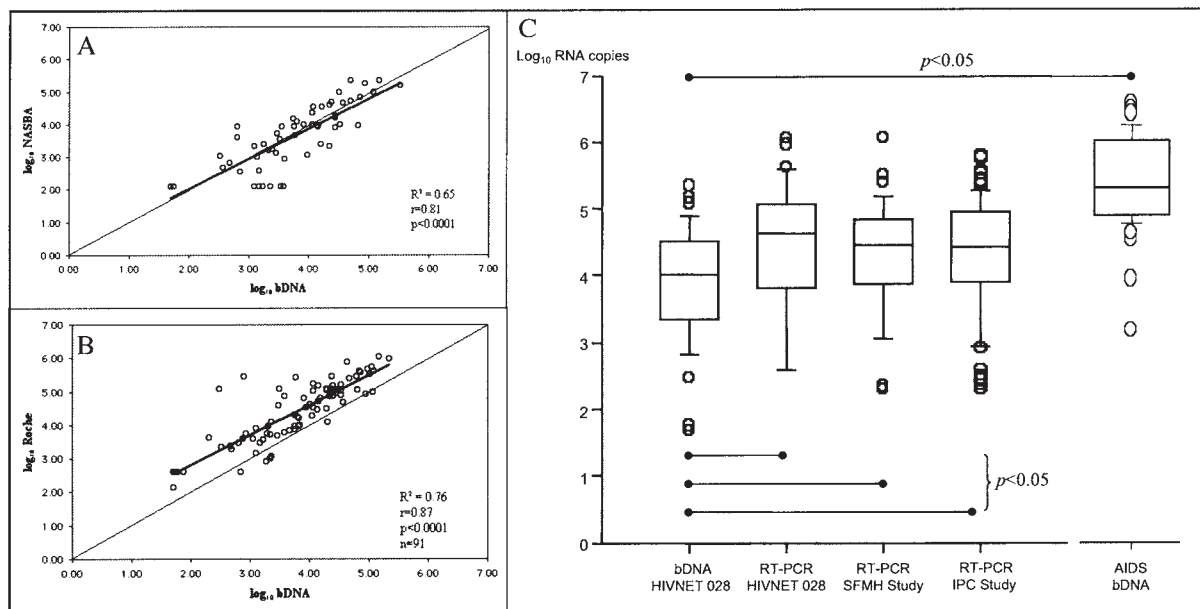 A
7.00
6.00
5.00
4.00
3.00
2.00
1.00
0.00
log₁₀ NASBA
R² = 0.65
r=0.81
p<0.0001
0.00 1.00 2.00 3.00 4.00 5.00 6.00 7.00
log₁₀ bDNA
B
7.00
6.00
5.00
4.00
3.00
2.00
1.00
0.00
log₁₀ Roche
R² = 0.76
r=0.87
p<0.0001
n=91
0.00 1.00 2.00 3.00 4.00 5.00 6.00 7.00
log₁₀ bDNA
C
Log₁₀ RNA copies
p<0.05
7
6
5
4
3
2
1
0
p<0.05
bDNA
HIVNET 028
RT-PCR
HIVNET 028
RT-PCR
SFMH Study
RT-PCR
IPC Study
AIDS
bDNA